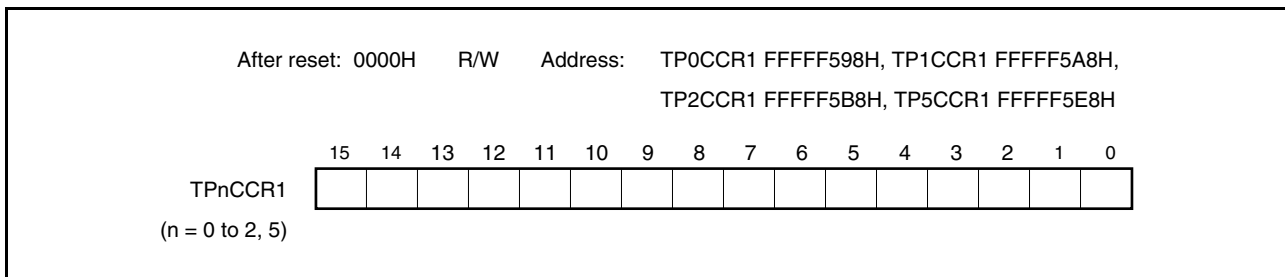 After reset: 0000H R/W Address: TP0CCR1 FFFFF598H, TP1CCR1 FFFFF5A8H,
TP2CCR1 FFFFF5B8H, TP5CCR1 FFFFF5E8H
15 14 13 12 11 10 9 8 7 6 5 4 3 2 1 0
TPnCCR1
(n = 0 to 2, 5)